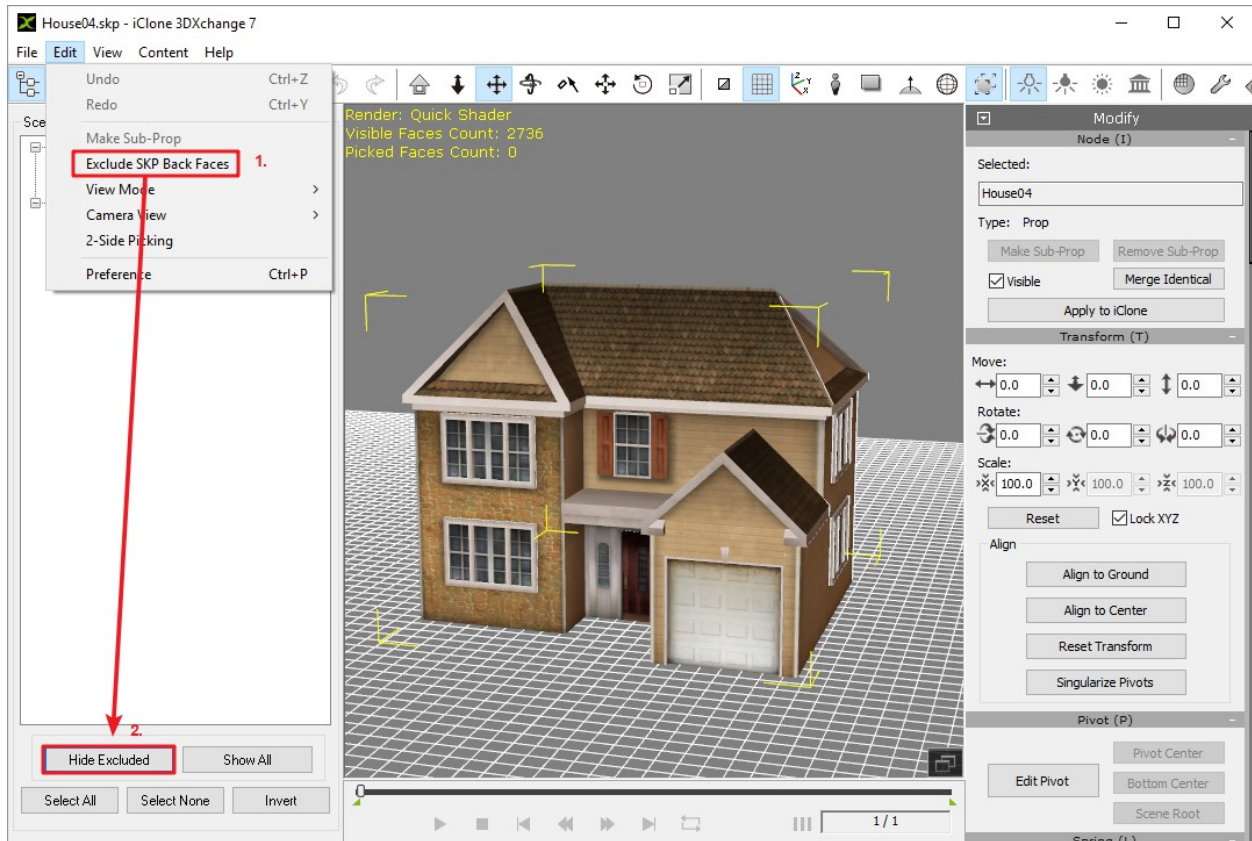 House04.skp - iClone 3DXchange 7
File Edit View Content Help
Undo Ctrl+Z
Redo Ctrl+Y
Make Sub-Prop
Exclude SKP Back Faces 1.
View Mode
Camera View
2-Side Picking
Preference Ctrl+P
Sce
2.
Hide Excluded Show All
Select All Select None Invert
Render: Quick Shader
Visible Faces Count: 2736
Picked Faces Count: 0
1/1
Modify
Node (I)
Selected:
House04
Type: Prop
Make Sub-Prop Remove Sub-Prop
Visible Merge Identical
Apply to iClone
Transform (T)
Move:
0.0 0.0 0.0
Rotate:
0.0 0.0 0.0
Scale:
X 100.0 Y 100.0 Z 100.0
Reset Lock XYZ
Align
Align to Ground
Align to Center
Reset Transform
Singularize Pivots
Pivot (P)
Pivot Center
Edit Pivot Bottom Center
Scene Root
Spring (L)